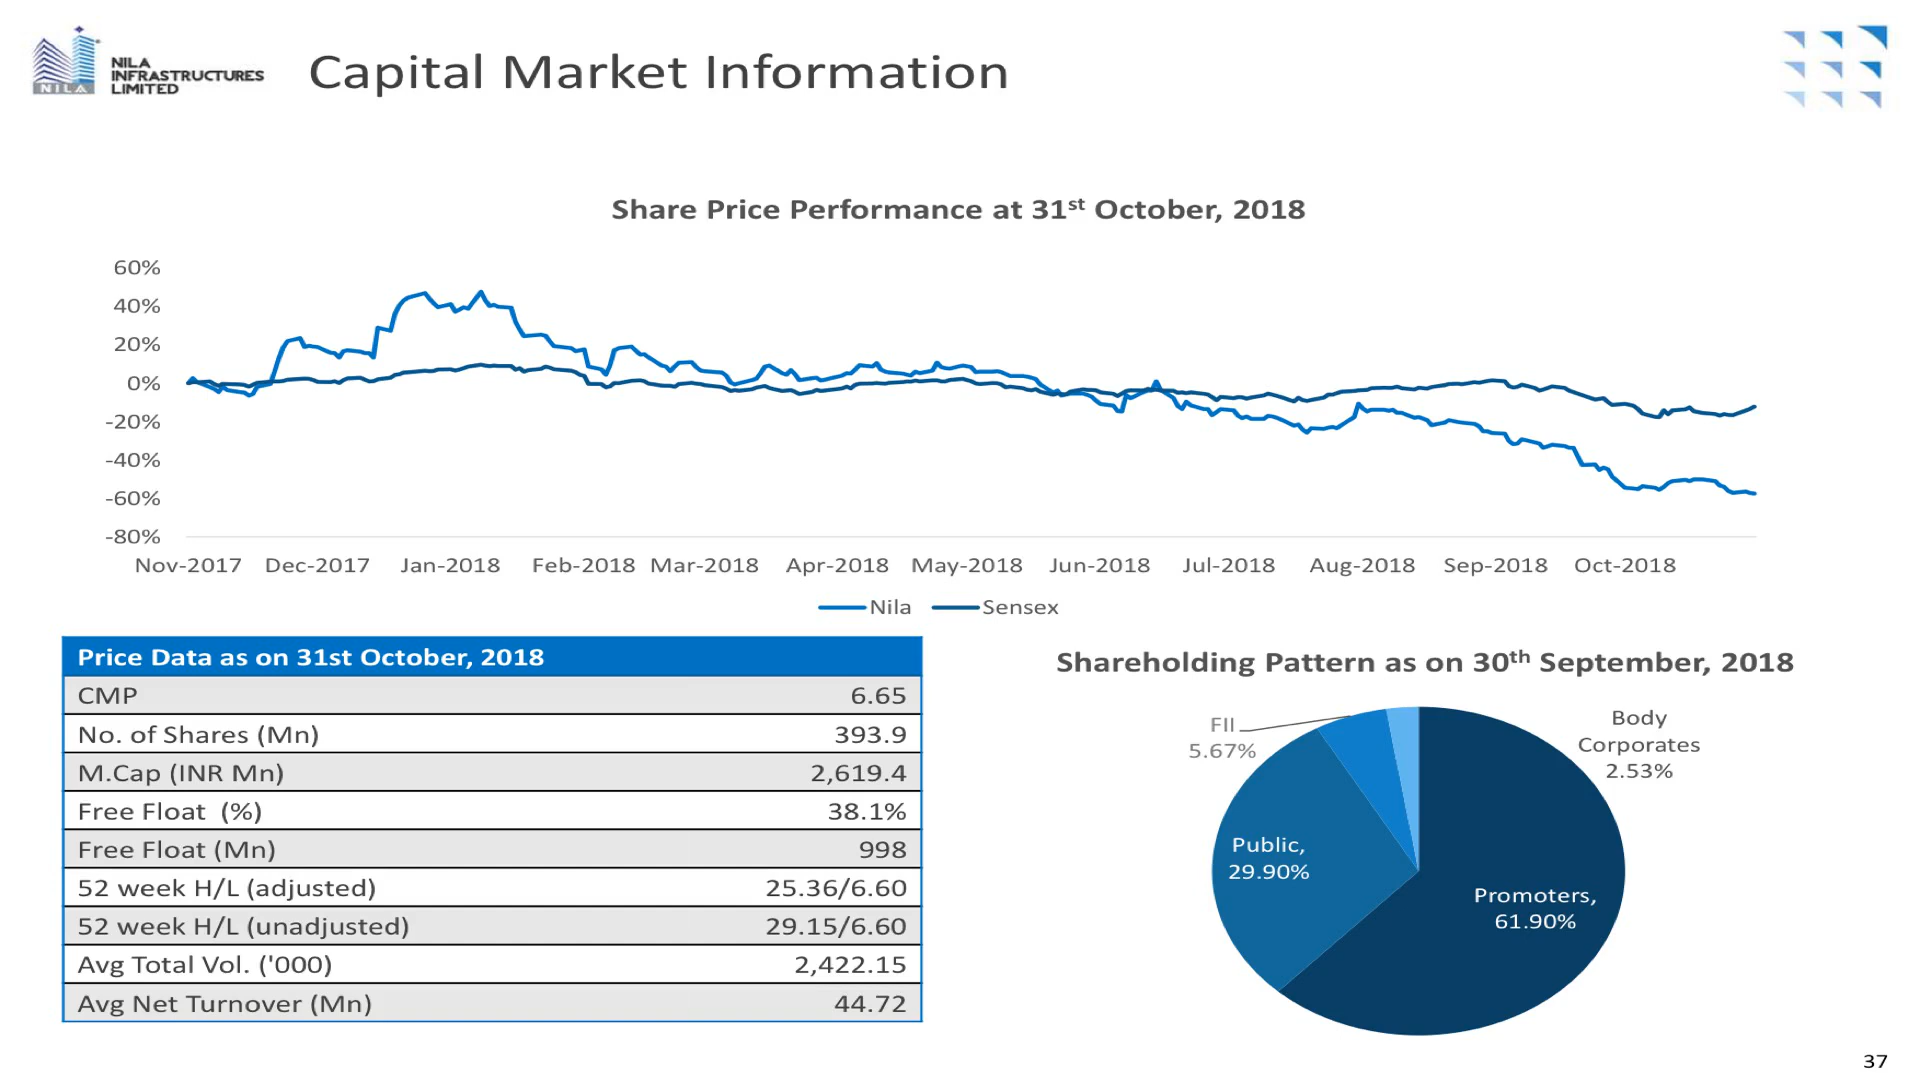 NILA
INFRASTRUCTURES
LIMITED
NILA
Capital Market Information
Share Price Performance at 31st October, 2018
60%
40%
20%
0%
-20%
-40%
-60%
-80%
Nov-2017 Dec-2017 Jan-2018 Feb-2018 Mar-2018 Apr-2018 May-2018 Jun-2018 Jul-2018 Aug-2018 Sep-2018 Oct-2018
Nila Sensex
Price Data as on 31st October, 2018
CMP 6.65
No. of Shares (Mn) 393.9
M.Cap (INR Mn) 2,619.4
Free Float (%) 38.1%
Free Float (Mn) 998
52 week H/L (adjusted) 25.36/6.60
52 week H/L (unadjusted) 29.15/6.60
Avg Total Vol. ('000) 2,422.15
Avg Net Turnover (Mn) 44.72
Shareholding Pattern as on 30th September, 2018
FII
5.67%
Body
Corporates
2.53%
Public,
29.90%
Promoters,
61.90%
37